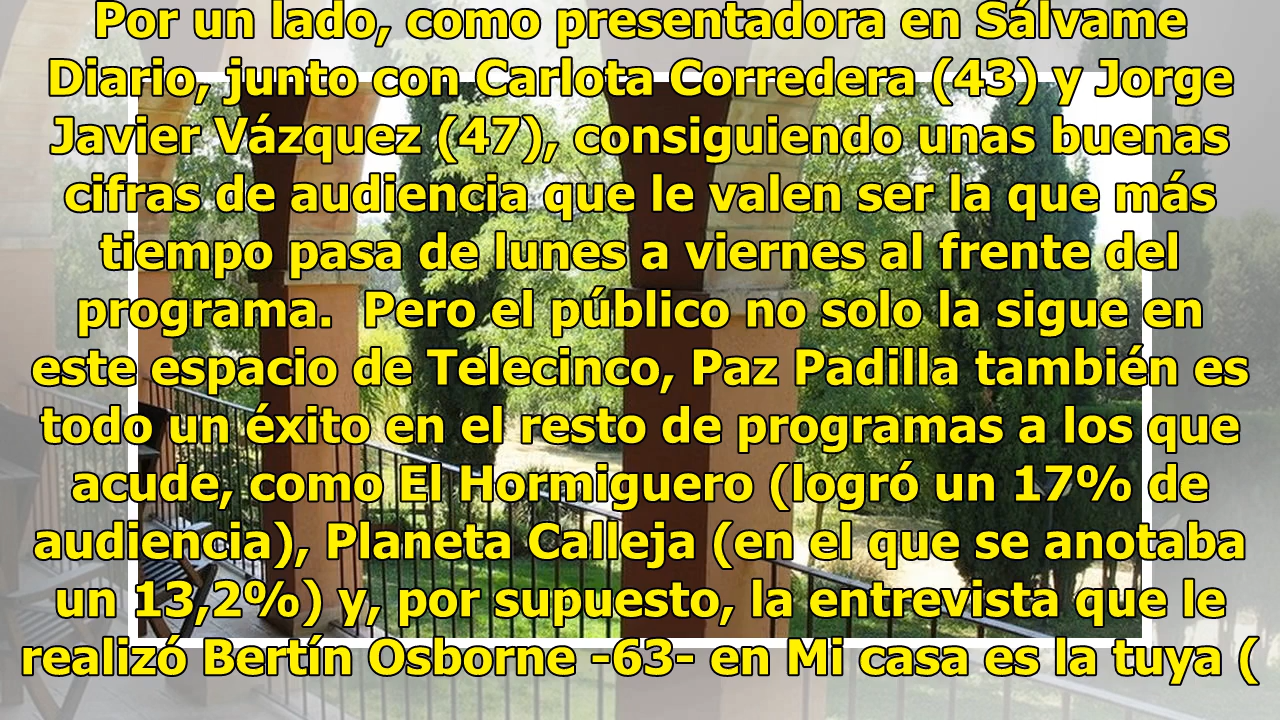 Por un lado, como presentadora en Sálvame
Diario, junto con Carlota Corredera (43) y Jorge
Javier Vázquez (47), consiguiendo unas buenas
cifras de audiencia que le valen ser la que más
tiempo pasa de lunes a viernes al frente del
programa.  Pero el público no solo la sigue en
este espacio de Telecinco, Paz Padilla también es
todo un éxito en el resto de programas a los que
acude, como El Hormiguero (logró un 17% de
audiencia), Planeta Calleja (en el que se anotaba
un 13,2%) y, por supuesto, la entrevista que le
realizó Bertín Osborne -63- en Mi casa es la tuya (